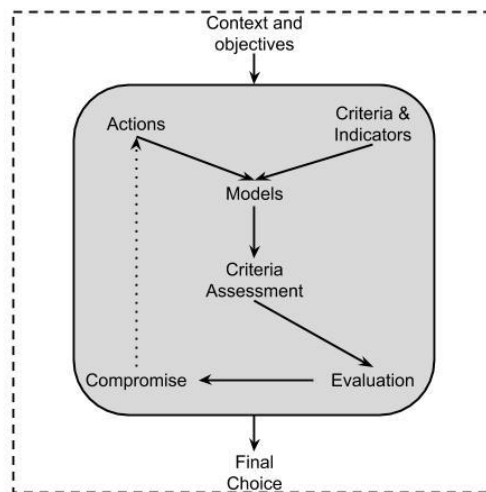 Context and
objectives
Actions
Criteria &
Indicators
Models
Criteria
Assessment
Compromise
Evaluation
Final
Choice